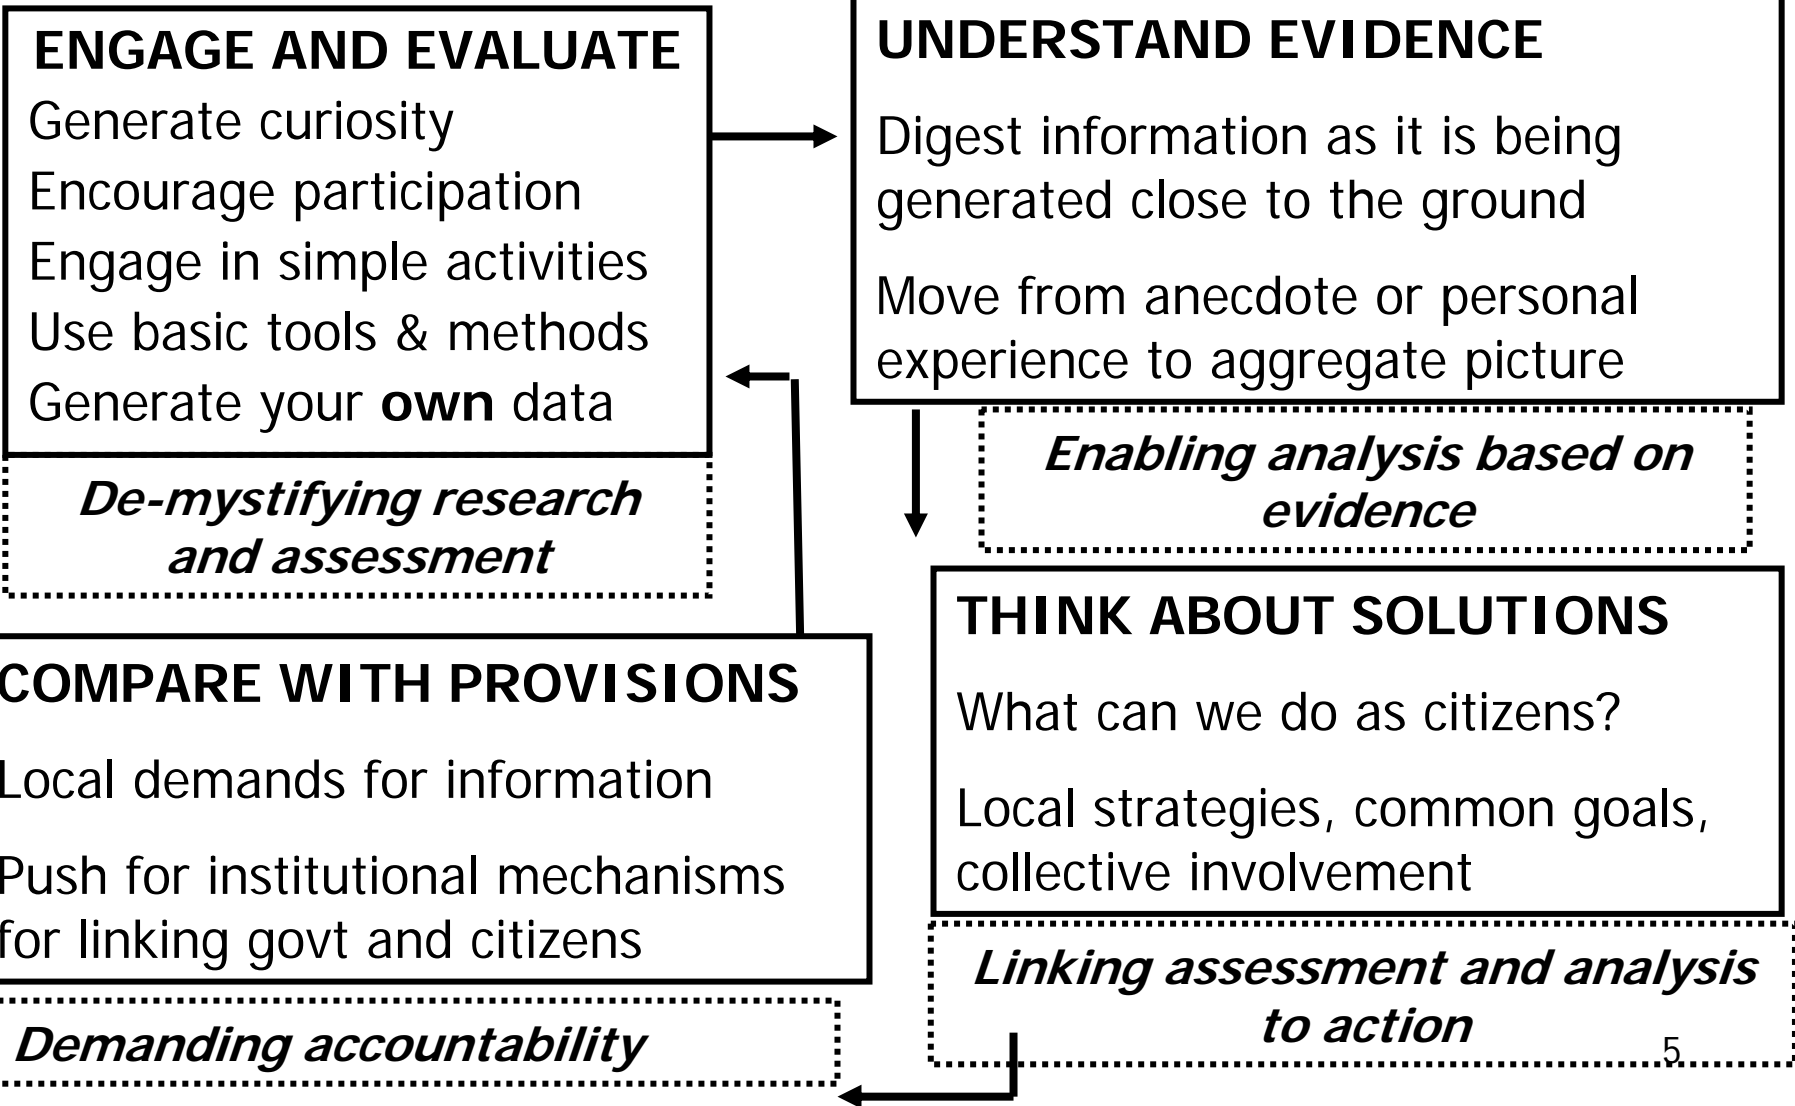 ENGAGE AND EVALUATE
Generate curiosity
Encourage participation
Engage in simple activities
Use basic tools & methods
Generate your own data
De-mystifying research
and assessment
UNDERSTAND EVIDENCE
Digest information as it is being
generated close to the ground
Move from anecdote or personal
experience to aggregate picture
Enabling analysis based on
evidence
THINK ABOUT SOLUTIONS
What can we do as citizens?
Local strategies, common goals,
collective involvement
Linking assessment and analysis
to action
COMPARE WITH PROVISIONS
Local demands for information
Push for institutional mechanisms
for linking govt and citizens
Demanding accountability
5